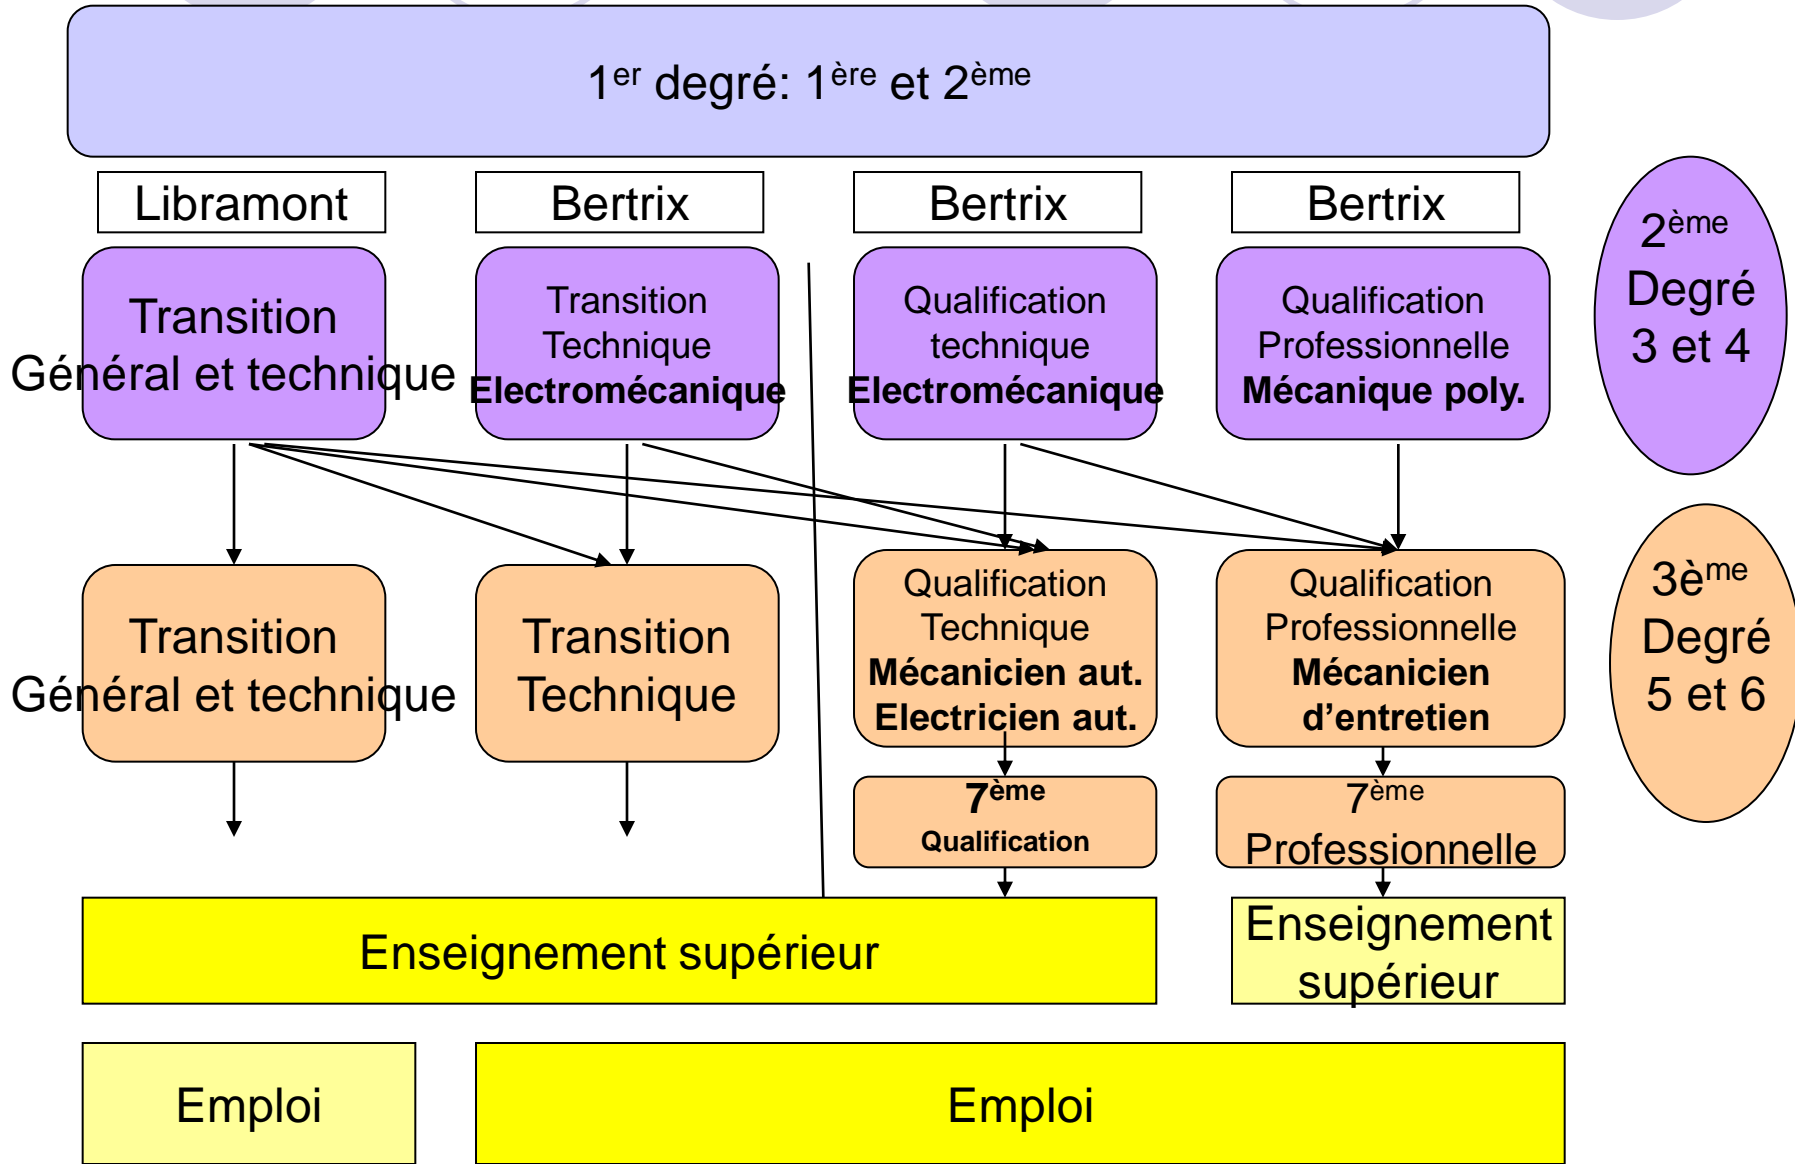 1er degré: 1ère et 2ème
Libramont
Bertrix
Bertrix
Bertrix
Transition
Général et technique
Transition
Technique
Electromécanique
Qualification
technique
Electromécanique
Qualification
Professionnelle
Mécanique poly.
2ème
Degré
3 et 4
Transition
Général et technique
Transition
Technique
Qualification
Technique
Mécanicien aut.
Electricien aut.
Qualification
Professionnelle
Mécanicien
d’entretien
3ème
Degré
5 et 6
7ème
Qualification
7ème
Professionnelle
Enseignement supérieur
Enseignement
supérieur
Emploi
Emploi